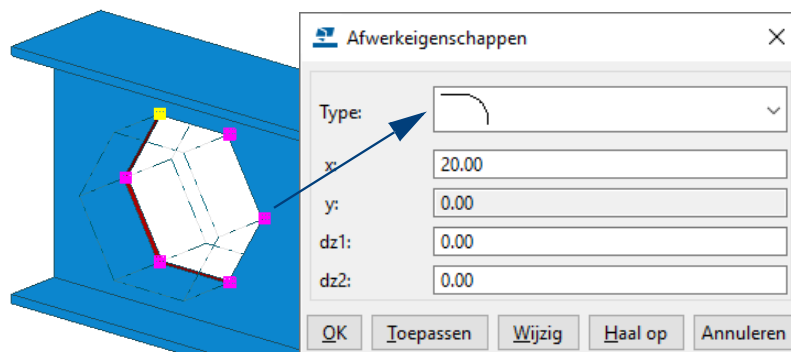 Afwerkeigenschappen
Type:
x: 20.00
y: 0.00
dz1: 0.00
dz2: 0.00
OK Toepassen Wijzig Haal op Annuleren